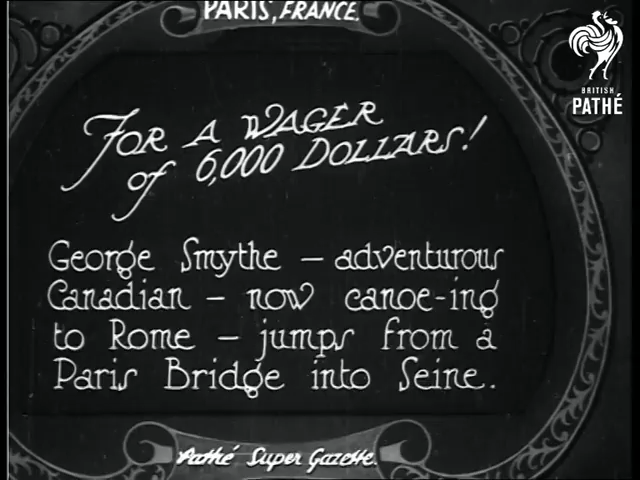 PARIS, FRANCE.
BRITISH
PATHÉ
FOR A WAGER
of 6,000 DOLLARS!
George Smythe — adventurous
Canadian — now canoe-ing
to Rome — jumps from a
Paris Bridge into Seine.
Pathé Super Gazette.